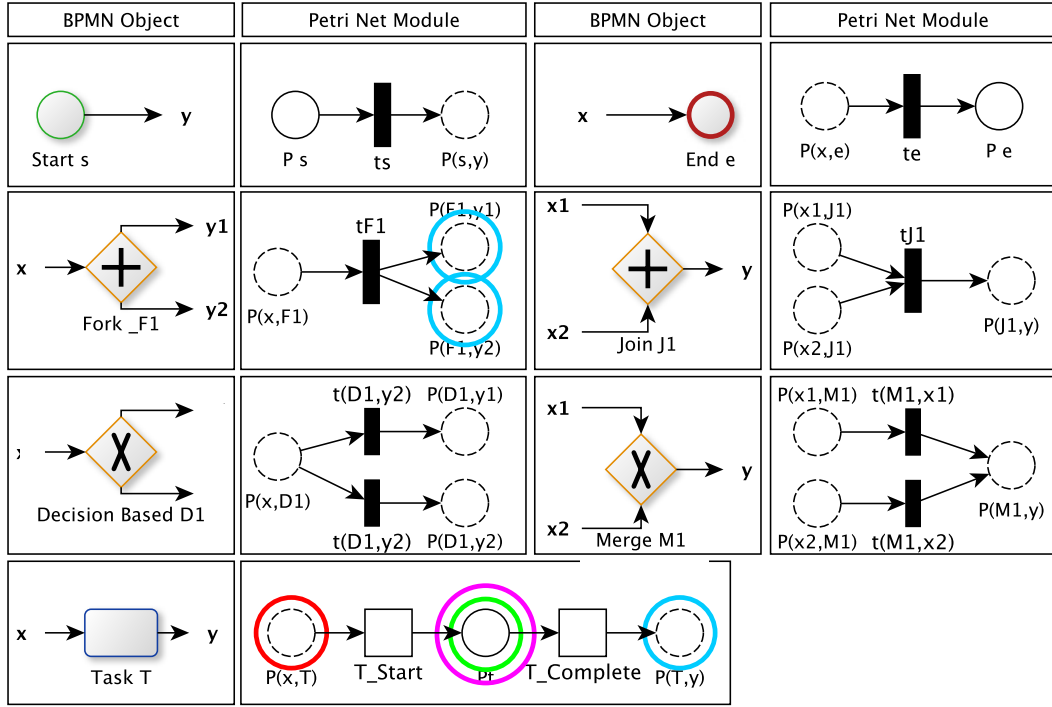 BPMN Object
Petri Net Module
BPMN Object
Petri Net Module
y
Start s
P s
ts
P(s,y)
x
End e
P(x,e)
te
P e
x
y1
y2
Fork _F1
P(x,F1)
tF1
P(F1,y1)
P(F1,y2)
x1
x2
y
Join J1
P(x1,J1)
P(x2,J1)
tJ1
P(J1,y)
Decision Based D1
P(x,D1)
t(D1,y2)
P(D1,y1)
t(D1,y2)
P(D1,y2)
x1
x2
y
Merge M1
P(x1,M1)
t(M1,x1)
P(x2,M1)
t(M1,x2)
P(M1,y)
x
y
Task T
P(x,T)
T_Start
T_Complete
P(T,y)